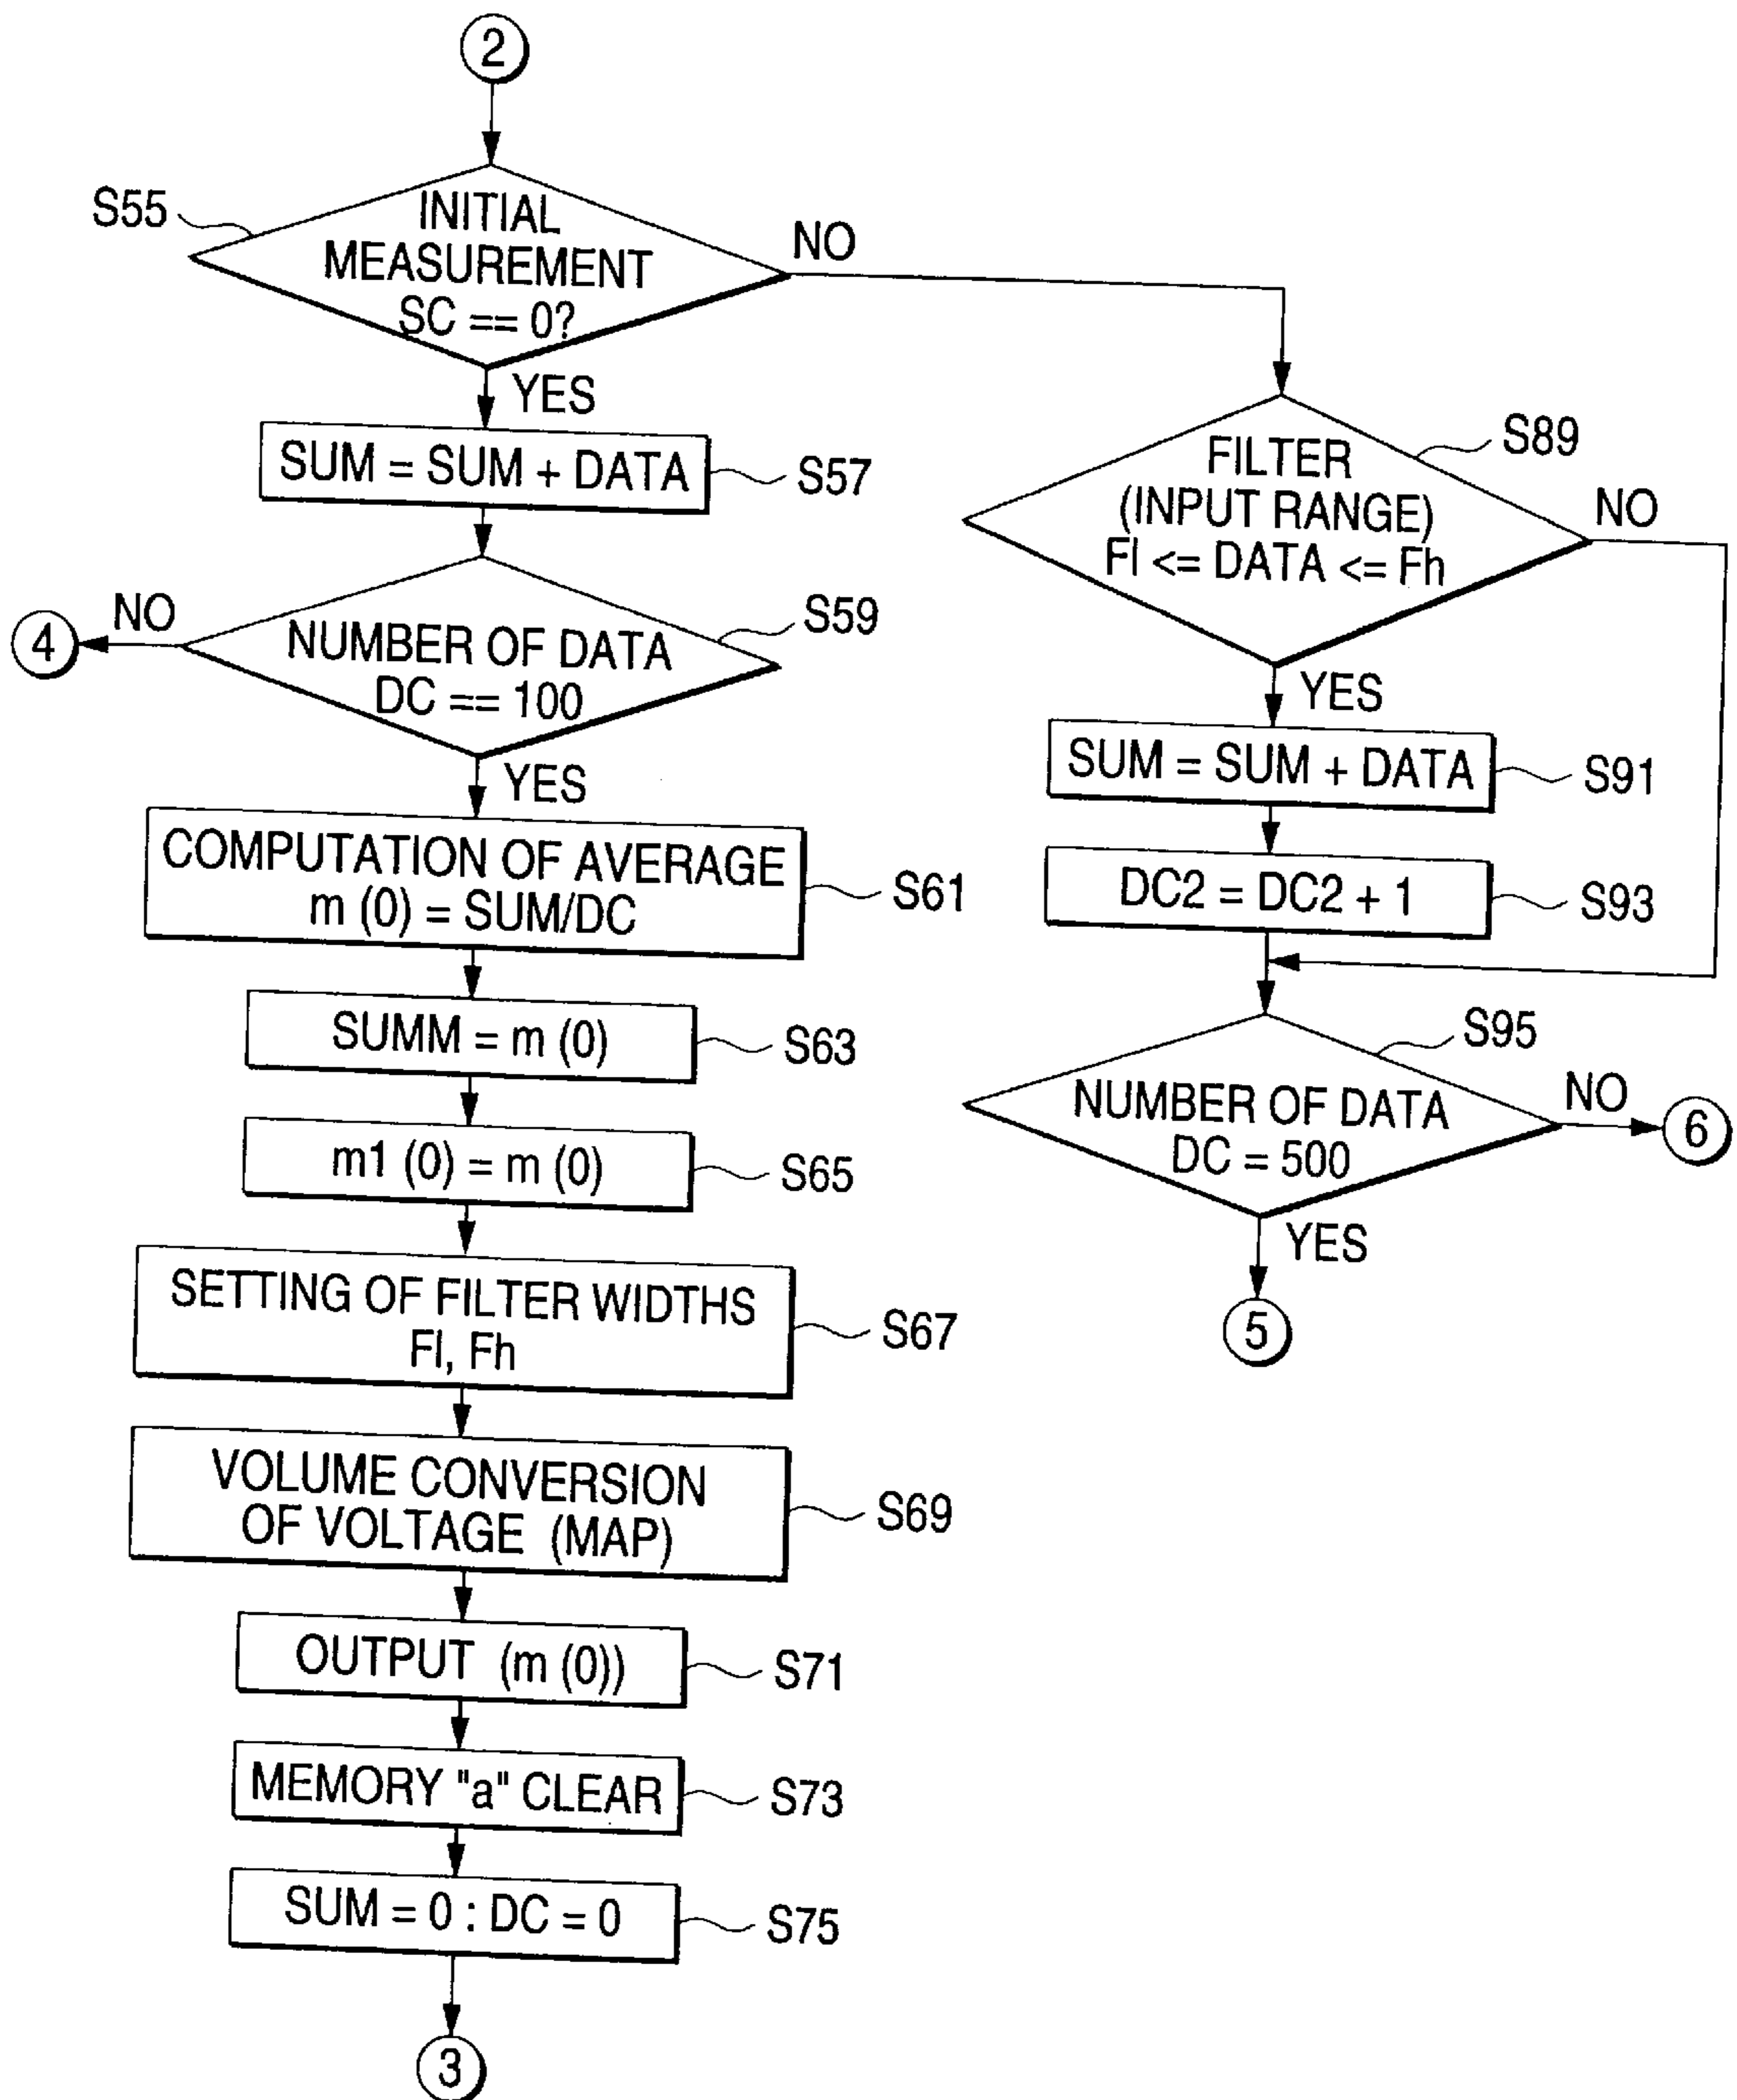 2
S55
INITIAL
MEASUREMENT
SC == 0?
NO
YES
SUM = SUM + DATA
S57
NO
4
NUMBER OF DATA
DC == 100
S59
YES
COMPUTATION OF AVERAGE
m (0) = SUM/DC
S61
SUMM = m (0)
S63
m1 (0) = m (0)
S65
SETTING OF FILTER WIDTHS
Fl, Fh
S67
VOLUME CONVERSION
OF VOLTAGE (MAP)
S69
OUTPUT (m (0))
S71
MEMORY "a" CLEAR
S73
SUM = 0 : DC = 0
S75
3
FILTER
(INPUT RANGE)
Fl <= DATA <= Fh
S89
NO
YES
SUM = SUM + DATA
S91
DC2 = DC2 + 1
S93
S95
NUMBER OF DATA
DC = 500
NO
6
YES
5